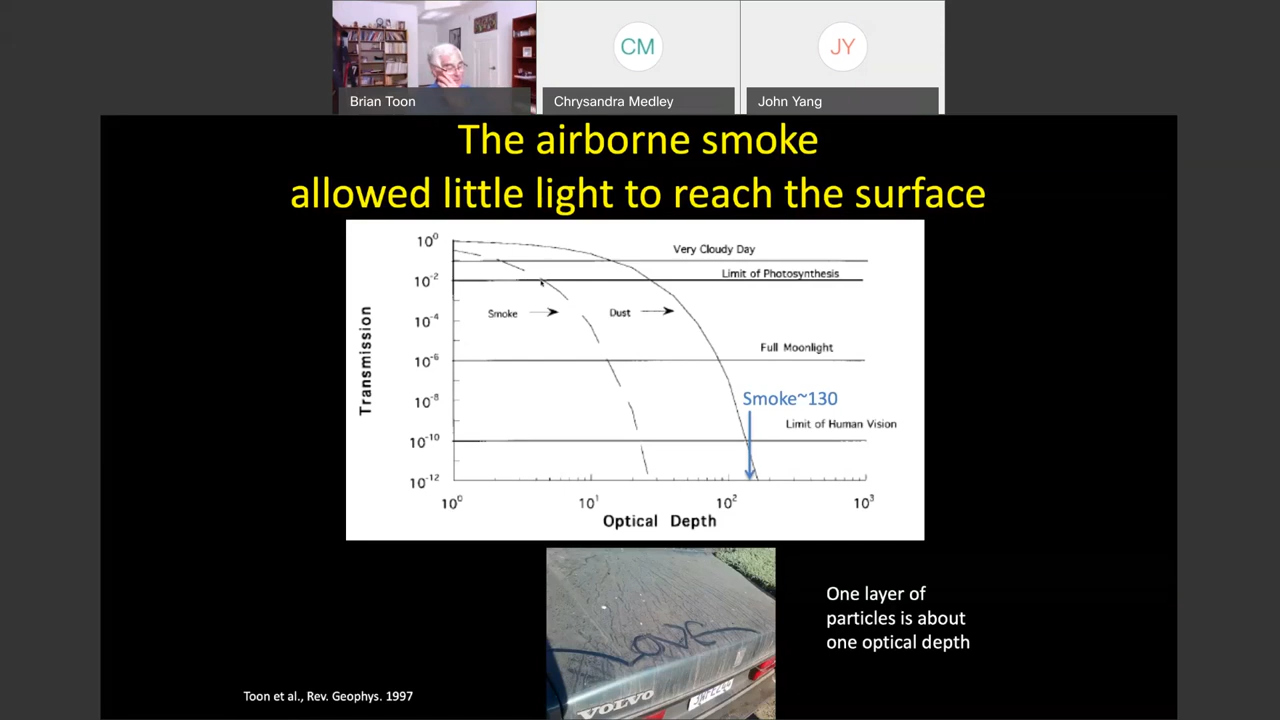 CM
JY
Brian Toon
Chrysandra Medley
John Yang
The airborne smoke
allowed little light to reach the surface
Transmission
10⁰
10⁻²
10⁻⁴
10⁻⁶
10⁻⁸
10⁻¹⁰
10⁻¹²
Very Cloudy Day
Limit of Photosynthesis
Smoke
Dust
Full Moonlight
Smoke~130
Limit of Human Vision
10⁰
10¹
10²
10³
Optical Depth
LOVE
VOLVO
One layer of
particles is about
one optical depth
Toon et al., Rev. Geophys. 1997